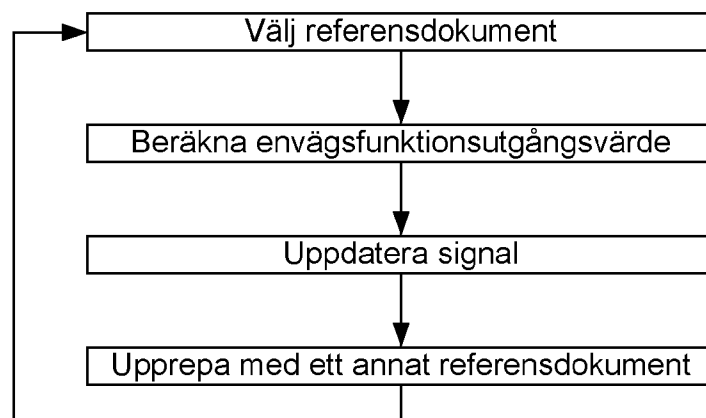 Välj referensdokument
Beräkna envägsfunktionsutgångsvärde
Uppdatera signal
Upprepa med ett annat referensdokument